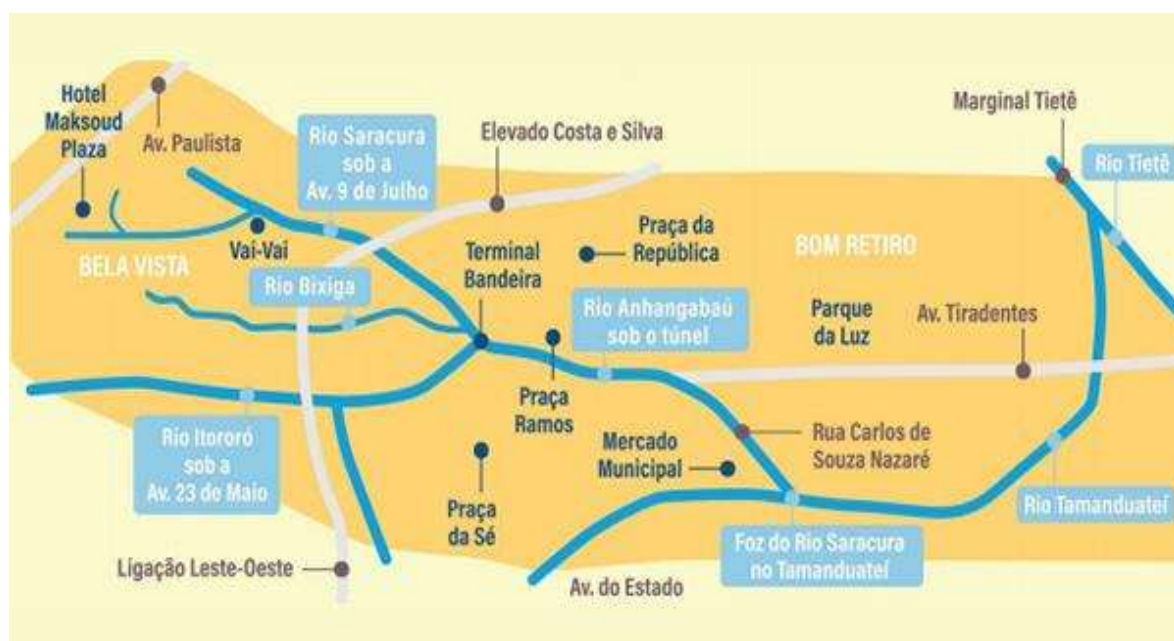 Hotel
Maksoud
Plaza
Av. Paulista
Rio Saracura
sob a
Av. 9 de Julho
Elevado Costa e Silva
Marginal Tietê
Rio Tietê
Vai-Vai
BELA VISTA
Rio Bixiga
Terminal
Bandeira
Praça da
República
BOM RETIRO
Rio Anhangabaú
sob o túnel
Parque
da Luz
Av. Tiradentes
Praça
Ramos
Rio Itororó
sob a
Av. 23 de Maio
Mercado
Municipal
Rua Carlos de
Souza Nazaré
Praça
da Sé
Rio Tamanduateí
Foz do Rio Saracura
no Tamanduateí
Ligação Leste-Oeste
Av. do Estado